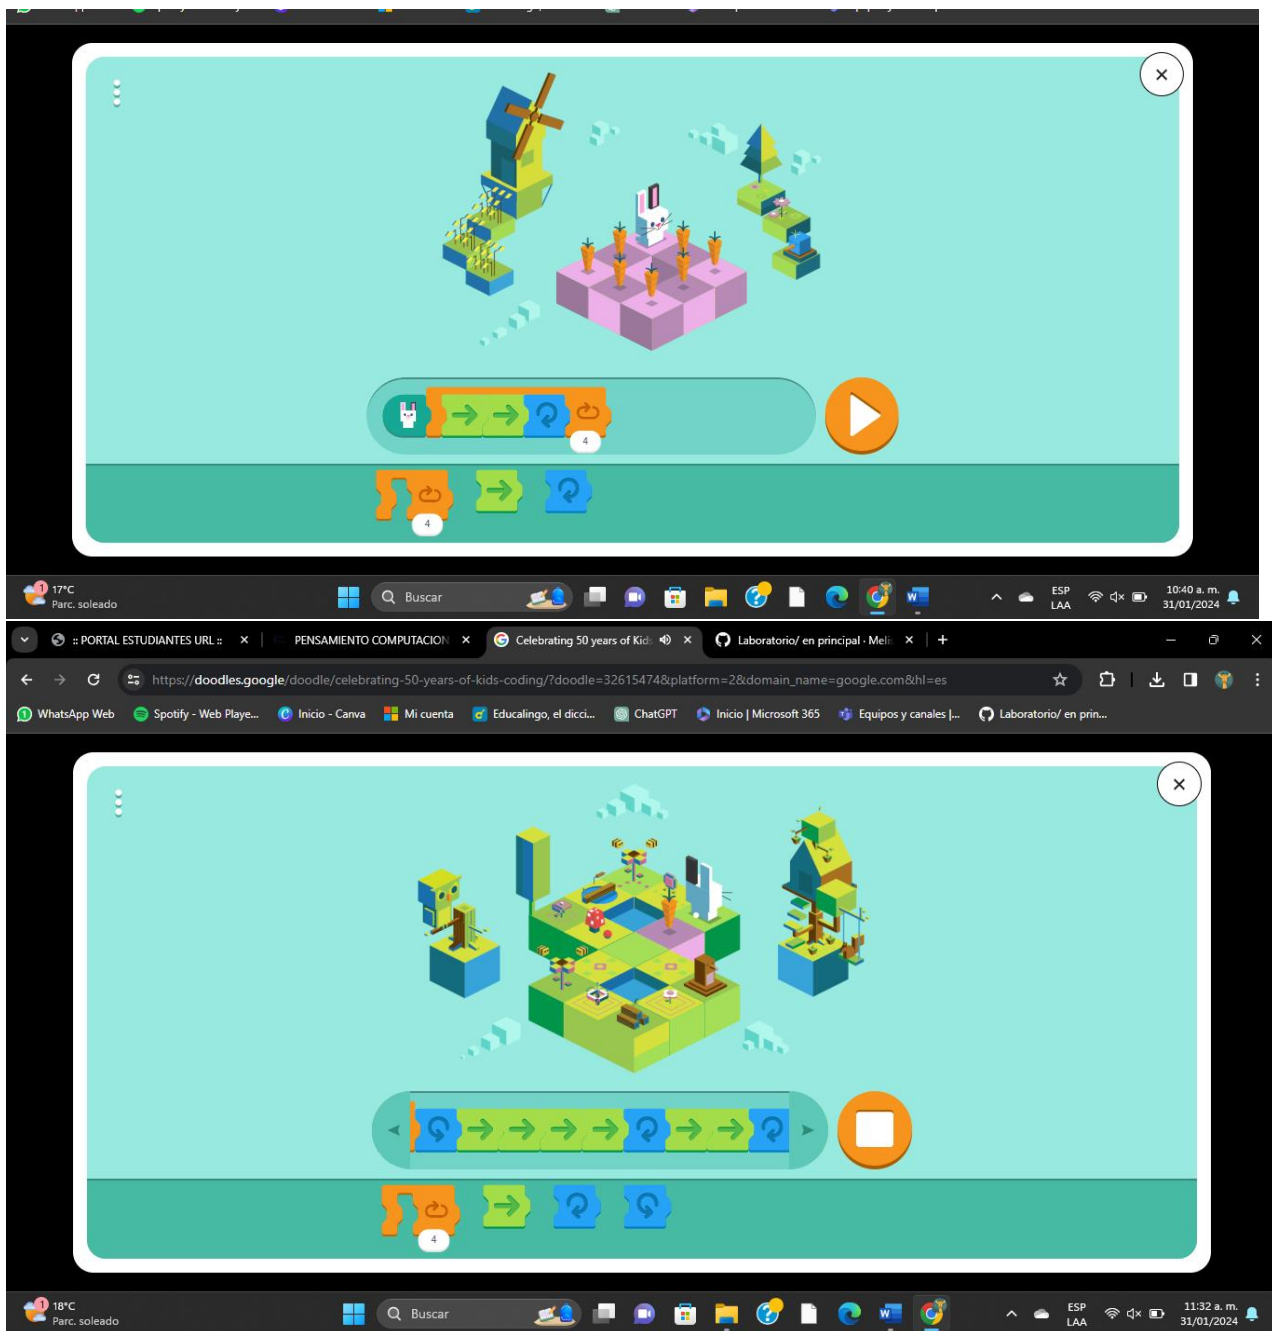 4
4
17°C
Parc. soleado
1
Buscar
ESP
LAA
10:40 a. m.
31/01/2024
:: PORTAL ESTUDIANTES URL ::
PENSAMIENTO COMPUTACION
Celebrating 50 years of Kid
Laboratorio/ en principal · Meli
https://doodles.google/doodle/celebrating-50-years-of-kids-coding/?doodle=32615474&platform=2&domain_name=google.com&hl=es
WhatsApp Web Spotify - Web Playe... Inicio - Canva Mi cuenta Educalingo, el dicci... ChatGPT Inicio | Microsoft 365 Equipos y canales |... Laboratorio/ en prin...
4
1
18°C
Parc. soleado
Buscar
ESP
LAA
11:32 a. m.
31/01/2024